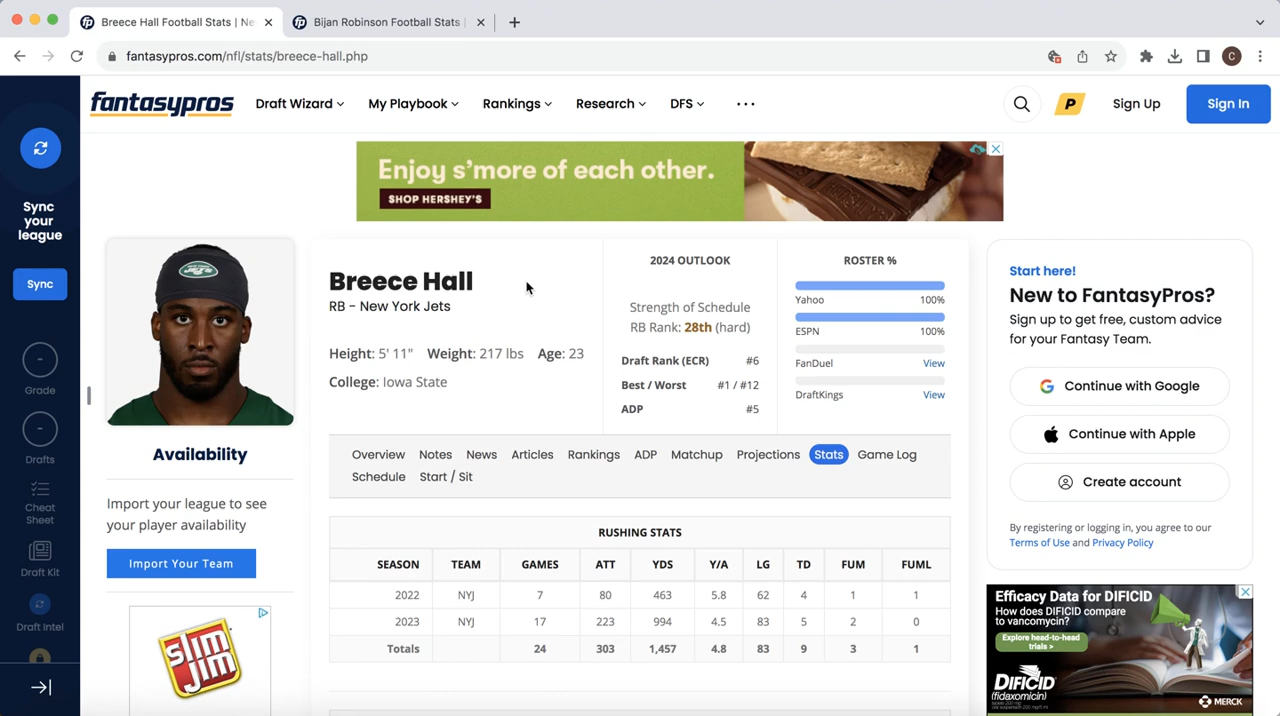 Breece Hall Football Stats | Ne
Bijan Robinson Football Stats |
fantasypros.com/nfl/stats/breece-hall.php
C
fantasypros
Draft Wizard
My Playbook
Rankings
Research
DFS
P
Sign Up
Sign In
Sync
your
league
Sync
Grade
Drafts
Cheat
Sheet
Draft Kit
Draft Intel
Enjoy s'more of each other.
SHOP HERSHEY'S
Availability
Import your league to see
your player availability
Import Your Team
SLIM
JIM
Breece Hall
RB - New York Jets
Height: 5' 11" Weight: 217 lbs Age: 23
College: Iowa State
2024 OUTLOOK
Strength of Schedule
RB Rank: 28th (hard)
Draft Rank (ECR) #6
Best / Worst #1 / #12
ADP #5
ROSTER %
Yahoo 100%
ESPN 100%
FanDuel View
DraftKings View
Overview Notes News Articles Rankings ADP Matchup Projections Stats Game Log
Schedule Start / Sit
RUSHING STATS
SEASON TEAM GAMES ATT YDS Y/A LG TD FUM FUML
2022 NYJ 7 80 463 5.8 62 4 1 1
2023 NYJ 17 223 994 4.5 83 5 2 0
Totals 24 303 1,457 4.8 83 9 3 1
Start here!
New to FantasyPros?
Sign up to get free, custom advice
for your Fantasy Team.
Continue with Google
Continue with Apple
Create account
By registering or logging in, you agree to our
Terms of Use and Privacy Policy
Efficacy Data for DIFICID
How does DIFICID compare
to vancomycin?
Explore head-to-head
trials >
DIFICID
(fidaxomicin)
MERCK